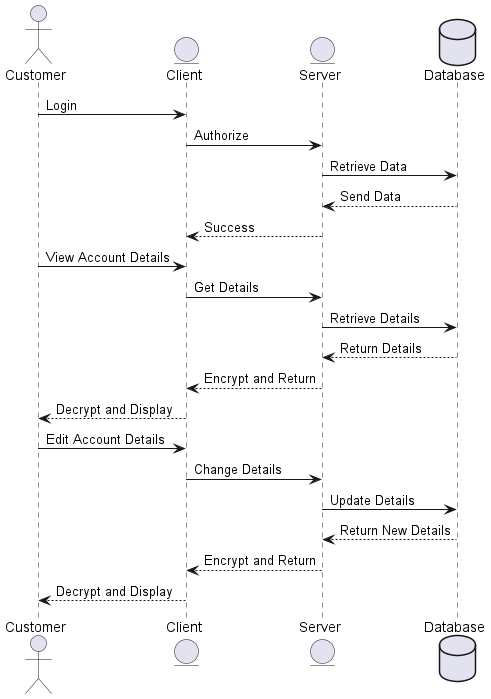 Customer Client Server Database
Login
Authorize
Retrieve Data
Send Data
Success
View Account Details
Get Details
Retrieve Details
Return Details
Encrypt and Return
Decrypt and Display
Edit Account Details
Change Details
Update Details
Return New Details
Encrypt and Return
Decrypt and Display
Customer Client Server Database